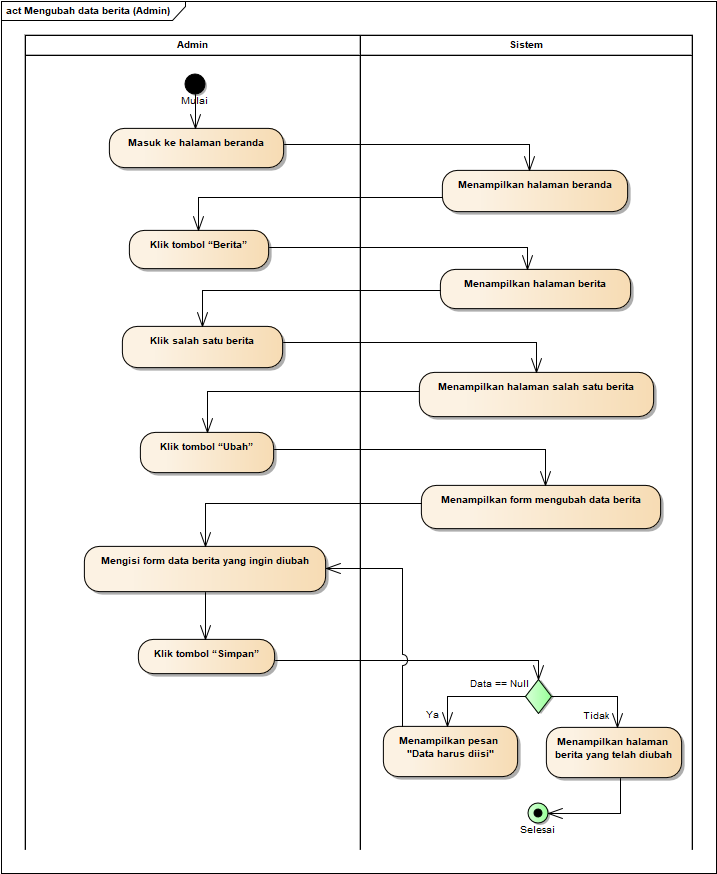 act Mengubah data berita (Admin)
Admin
Sistem
Mulai
Masuk ke halaman beranda
Menampilkan halaman beranda
Klik tombol “Berita”
Menampilkan halaman berita
Klik salah satu berita
Menampilkan halaman salah satu berita
Klik tombol “Ubah”
Menampilkan form mengubah data berita
Mengisi form data berita yang ingin diubah
Klik tombol “Simpan”
Data == Null
Ya
Tidak
Menampilkan pesan
"Data harus diisi"
Menampilkan halaman
berita yang telah diubah
Selesai